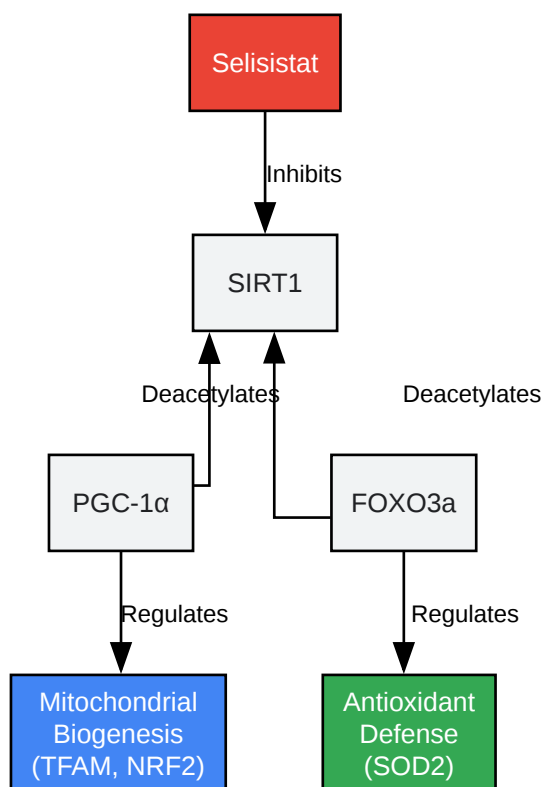 Selisistat
Inhibits
SIRT1
Deacetylates
Deacetylates
PGC-1α
FOXO3a
Regulates
Regulates
Mitochondrial
Biogenesis
(TFAM, NRF2)
Antioxidant
Defense
(SOD2)